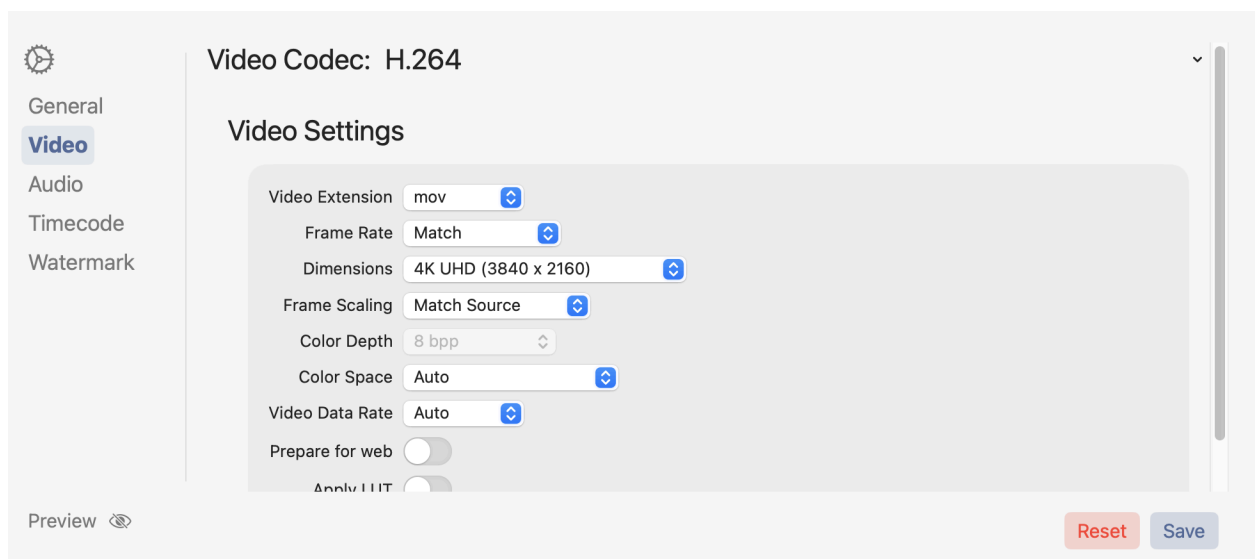 Video Codec: H.264
General
Video
Audio
Timecode
Watermark
Video Settings
Video Extension mov
Frame Rate Match
Dimensions 4K UHD (3840 x 2160)
Frame Scaling Match Source
Color Depth 8 bpp
Color Space Auto
Video Data Rate Auto
Prepare for web
Apply LUT
Preview
Reset Save